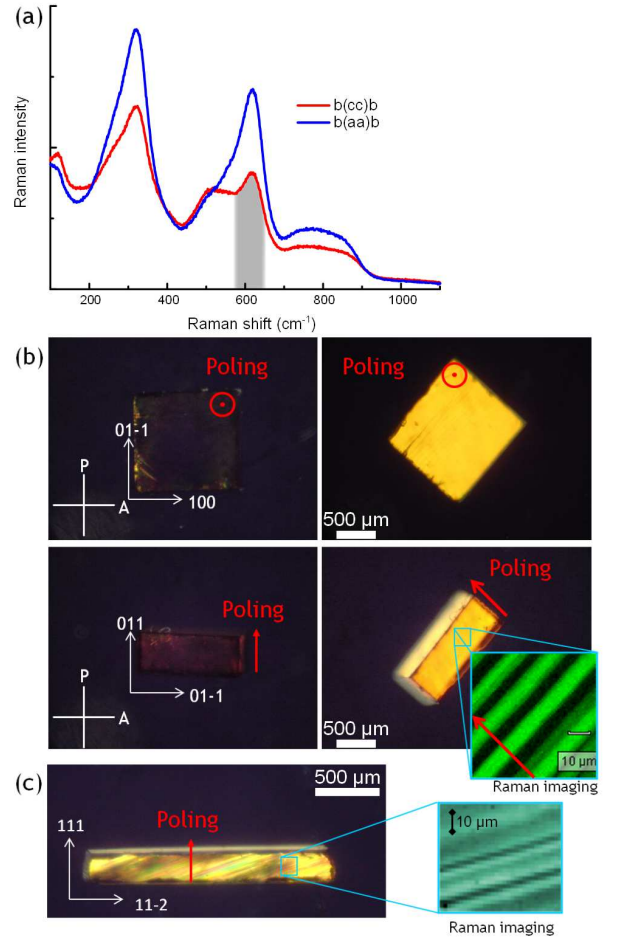 (a)
Raman intensity
b(cc)b
b(aa)b
200
400
600
800
1000
Raman shift (cm⁻¹)
(b)
Poling
01-1
P
A
100
Poling
500 µm
Poling
011
01-1
P
A
Poling
500 µm
10 µm
Raman imaging
(c)
500 µm
111
Poling
11-2
10 µm
Raman imaging